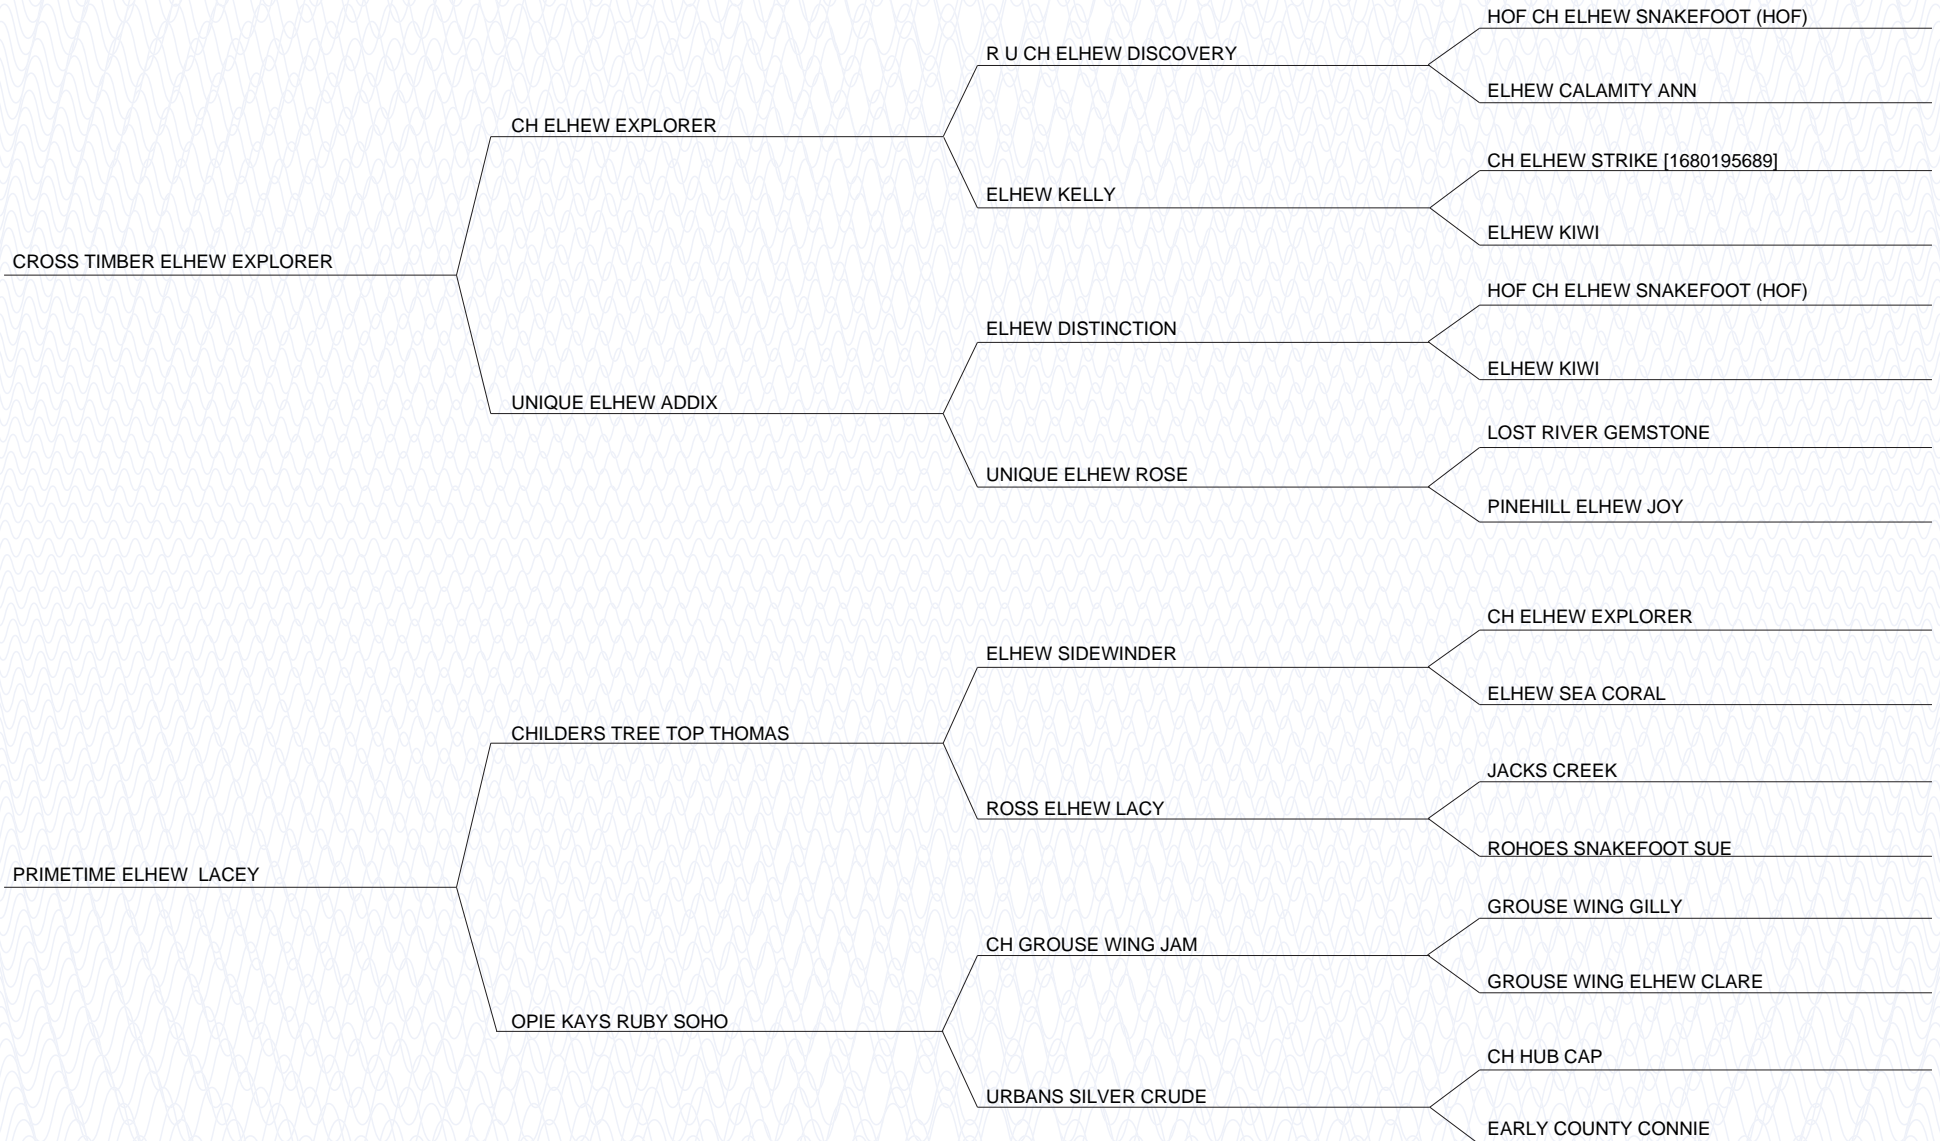 HOF CH ELHEW SNAKEFOOT (HOF)
R U CH ELHEW DISCOVERY
ELHEW CALAMITY ANN
CH ELHEW EXPLORER
CH ELHEW STRIKE [1680195689]
ELHEW KELLY
ELHEW KIWI
CROSS TIMBER ELHEW EXPLORER
HOF CH ELHEW SNAKEFOOT (HOF)
ELHEW DISTINCTION
ELHEW KIWI
UNIQUE ELHEW ADDIX
LOST RIVER GEMSTONE
UNIQUE ELHEW ROSE
PINEHILL ELHEW JOY
CH ELHEW EXPLORER
ELHEW SIDEWINDER
ELHEW SEA CORAL
CHILDERS TREE TOP THOMAS
JACKS CREEK
ROSS ELHEW LACY
ROHOES SNAKEFOOT SUE
PRIMETIME ELHEW  LACEY
GROUSE WING GILLY
CH GROUSE WING JAM
GROUSE WING ELHEW CLARE
OPIE KAYS RUBY SOHO
CH HUB CAP
URBANS SILVER CRUDE
EARLY COUNTY CONNIE